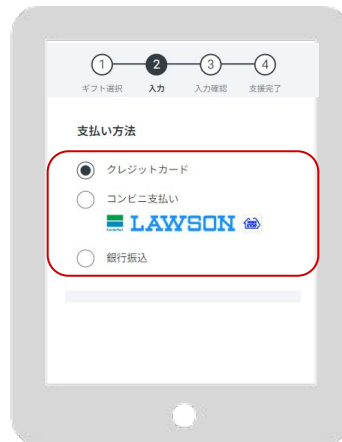 1 2 3 4
ギフト選択 入力 入力確認 支援完了
支払い方法
クレジットカード
コンビニ支払い
LAWSON
銀行振込